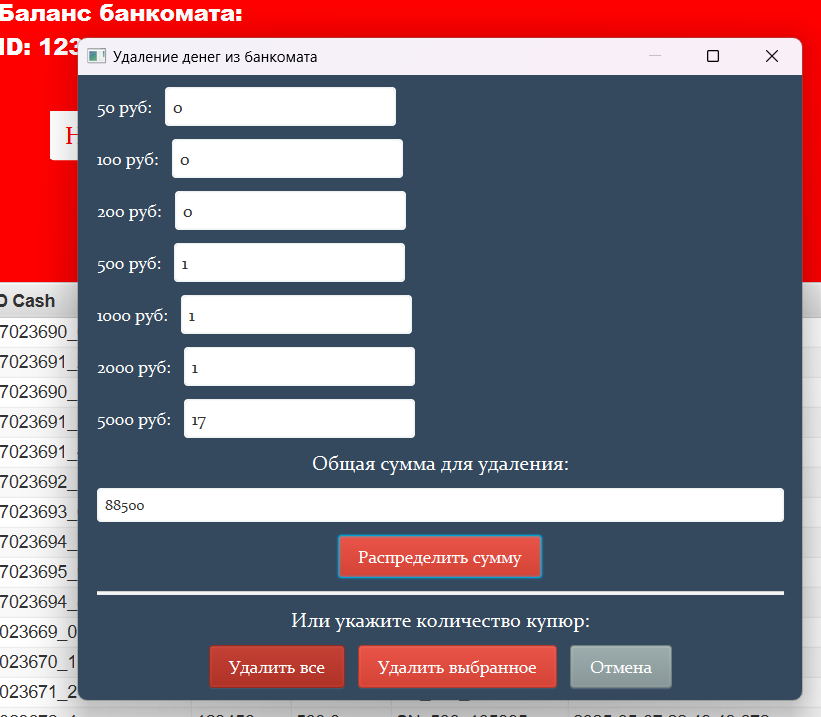 Баланс банкомата:
ID: 123
Удаление денег из банкомата
50 руб: 0
Н
100 руб: 0
200 руб: 0
500 руб: 1
Cash
1000 руб: 1
7023690_
2000 руб: 1
7023691_
7023690_
5000 руб: 17
7023691_
7023691_
Общая сумма для удаления:
7023692_
88500
7023693_
7023694_
Распределить сумму
7023695_
7023694_
Или укажите количество купюр:
023669_0
023670_1
Удалить все Удалить выбранное Отмена
023671_2